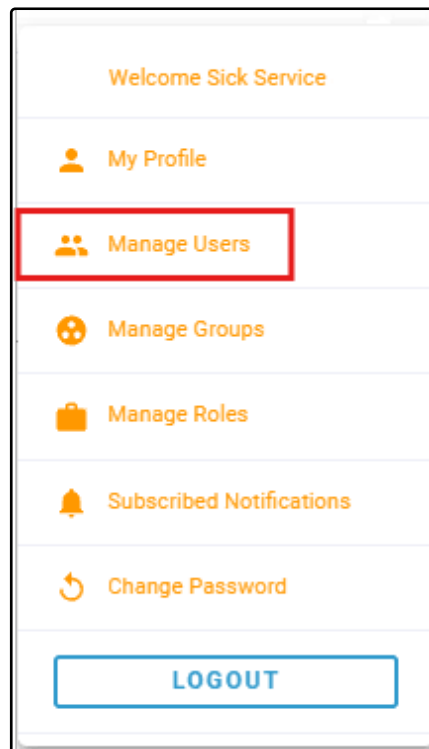 Welcome Sick Service
My Profile
Manage Users
Manage Groups
Manage Roles
Subscribed Notifications
Change Password
LOGOUT